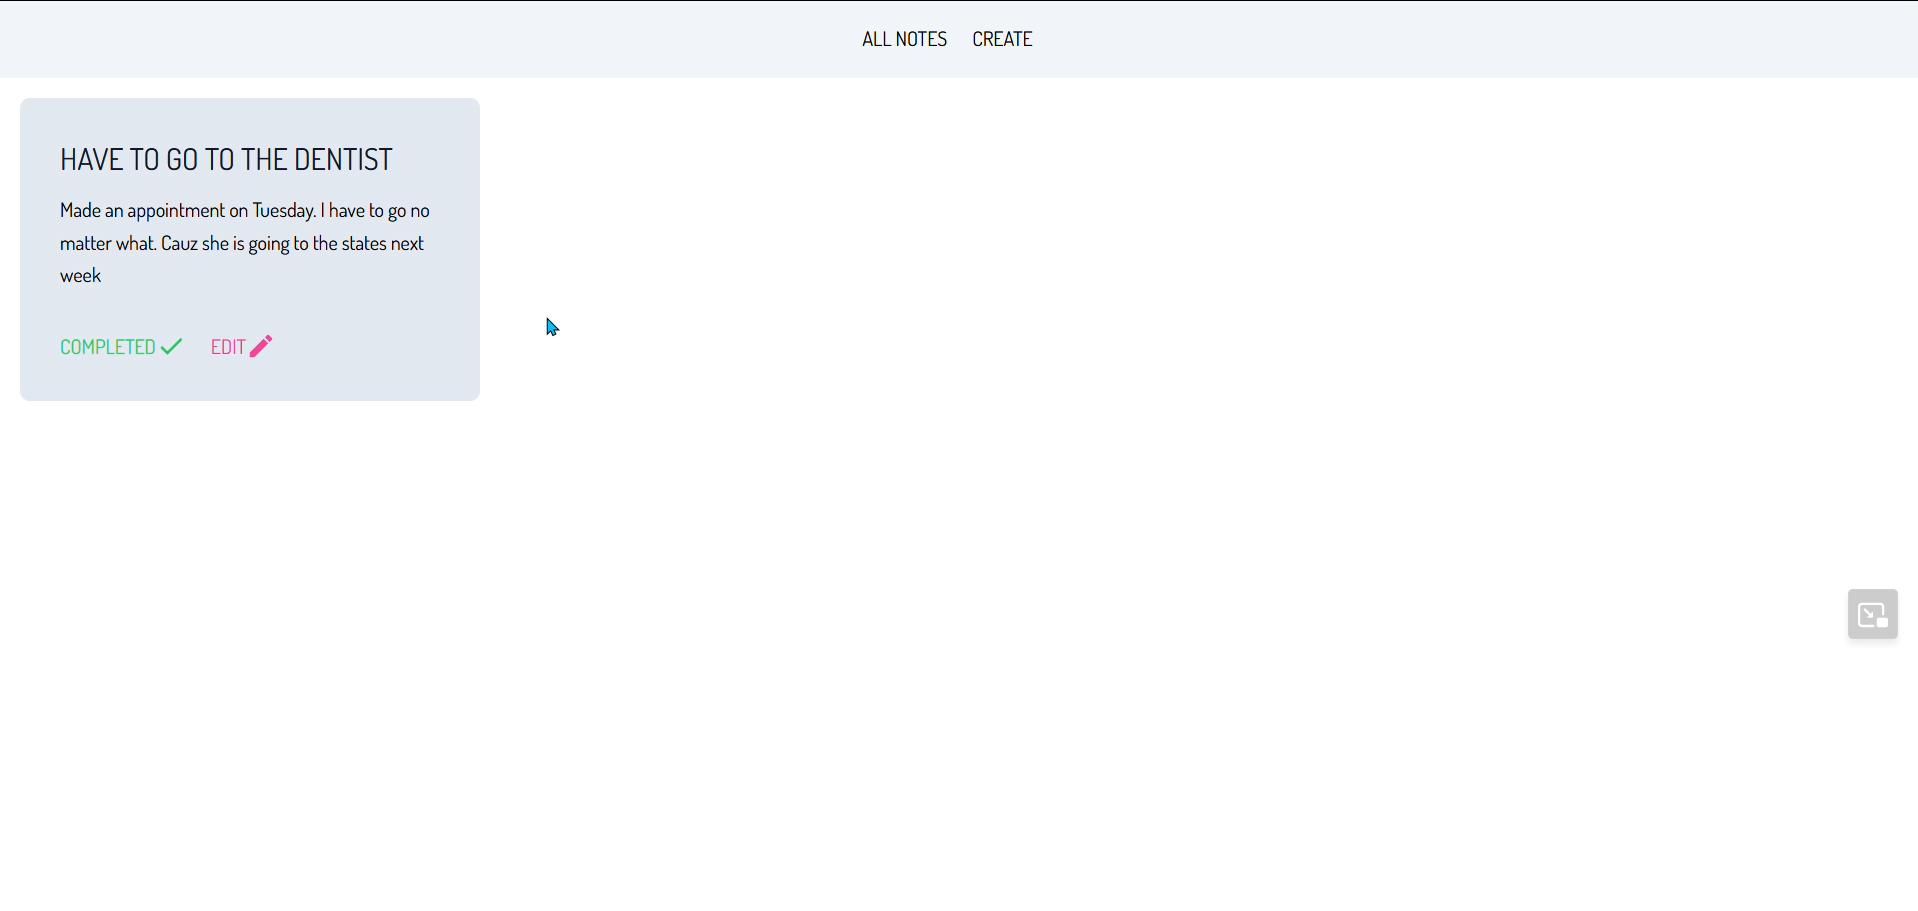 ALL NOTES CREATE
HAVE TO GO TO THE DENTIST
Made an appointment on Tuesday. I have to go no
matter what. Cauz she is going to the states next
week
COMPLETED EDIT